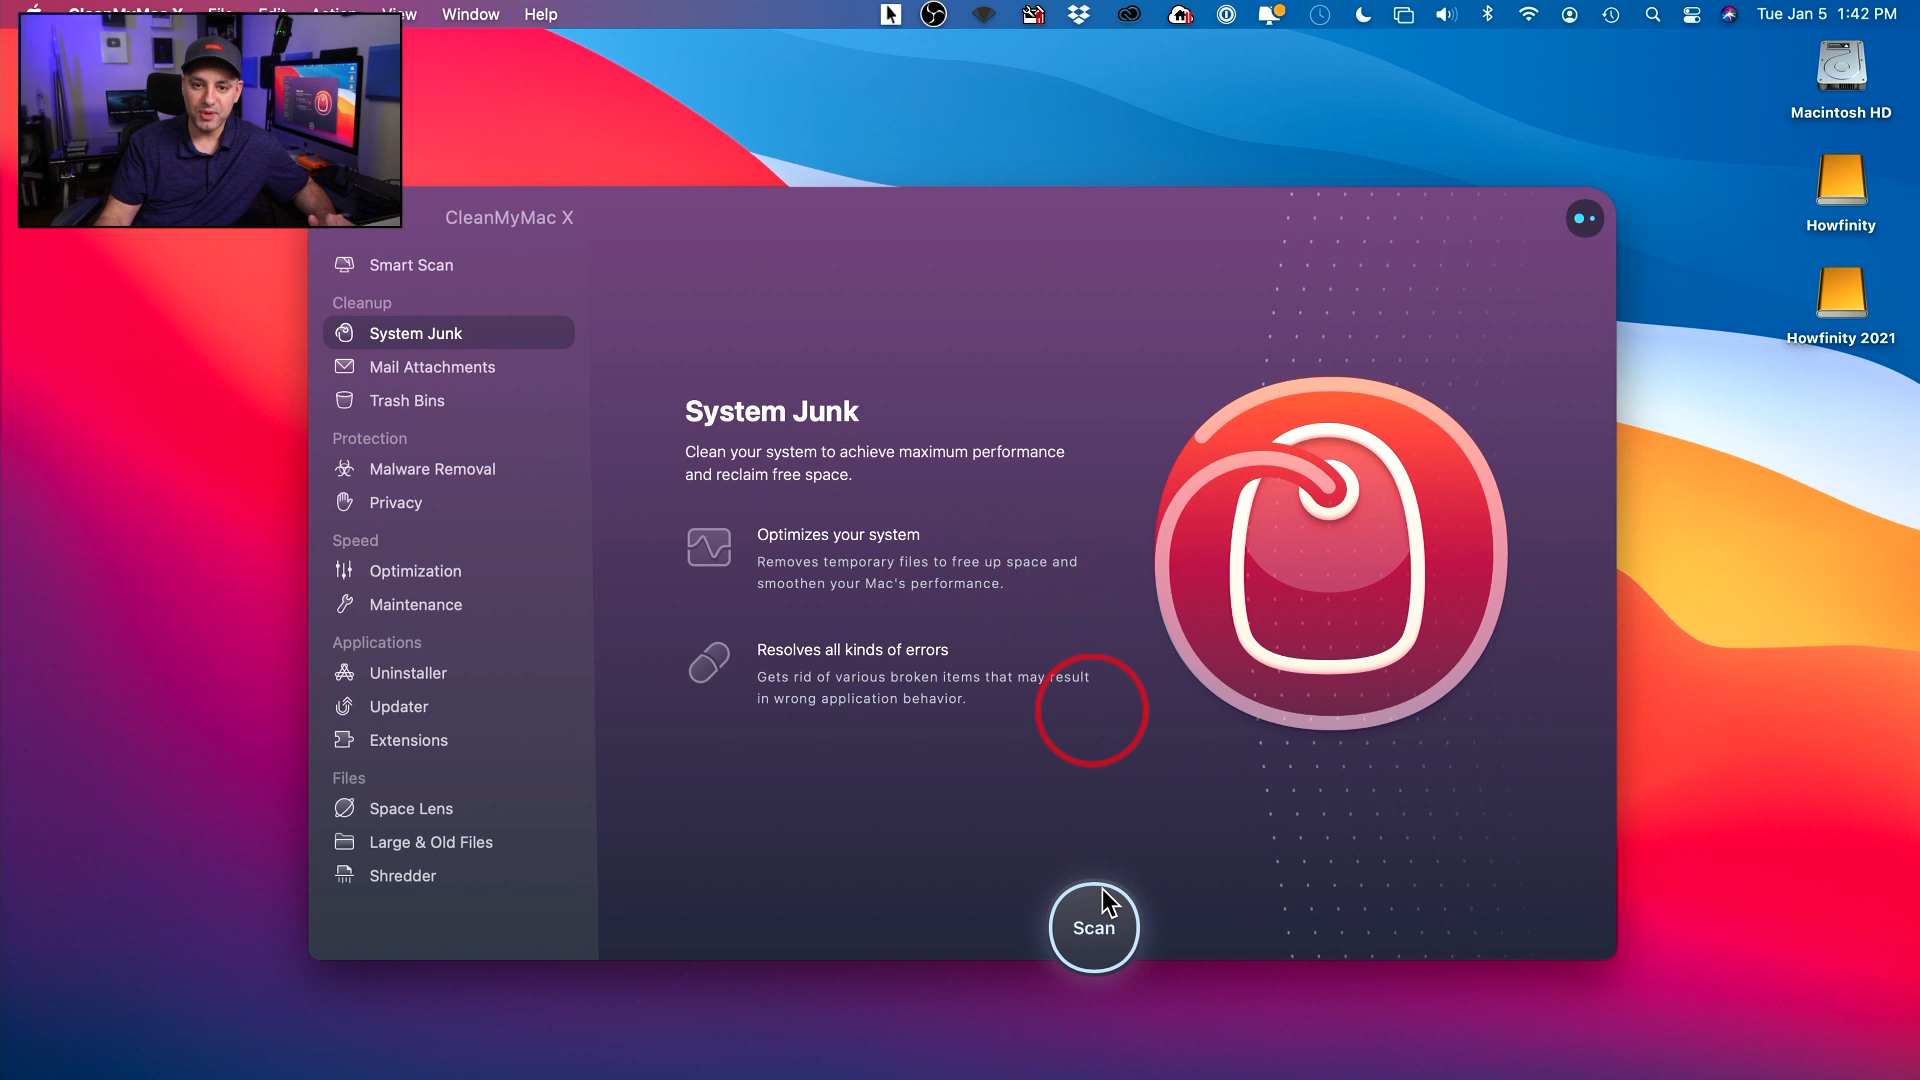 View Window Help
Tue Jan 5 1:42 PM
Macintosh HD
Howfinity
Howfinity 2021
CleanMyMac X
Smart Scan
Cleanup
System Junk
Mail Attachments
Trash Bins
Protection
Malware Removal
Privacy
Speed
Optimization
Maintenance
Applications
Uninstaller
Updater
Extensions
Files
Space Lens
Large & Old Files
Shredder
System Junk
Clean your system to achieve maximum performance
and reclaim free space.
Optimizes your system
Removes temporary files to free up space and
smoothen your Mac's performance.
Resolves all kinds of errors
Gets rid of various broken items that may result
in wrong application behavior.
Scan